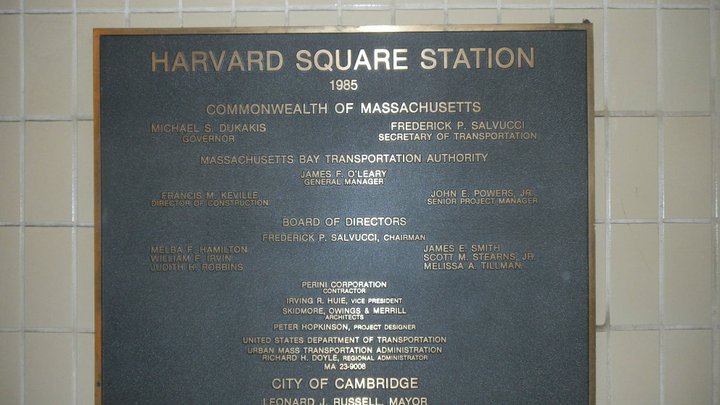 HARVARD SQUARE STATION
1985
COMMONWEALTH OF MASSACHUSETTS
MICHAEL S. DUKAKIS
GOVERNOR
FREDERICK P. SALVUCCI
SECRETARY OF TRANSPORTATION
MASSACHUSETTS BAY TRANSPORTATION AUTHORITY
JAMES F. O'LEARY
GENERAL MANAGER
FRANCIS M. KEVILLE
DIRECTOR OF CONSTRUCTION
JOHN E. POWERS, JR.
SENIOR PROJECT MANAGER
BOARD OF DIRECTORS
FREDERICK P. SALVUCCI, CHAIRMAN
MELBA F. HAMILTON
WILLIAM F. IRVIN
JUDITH H. ROBBINS
JAMES E. SMITH
SCOTT M. STEARNS, JR.
MELISSA A. TILLMAN
PERINI CORPORATION
CONTRACTOR
IRVING R. HUIE, VICE PRESIDENT
SKIDMORE, OWINGS & MERRILL
ARCHITECTS
PETER HOPKINSON, PROJECT DESIGNER
UNITED STATES DEPARTMENT OF TRANSPORTATION
URBAN MASS TRANSPORTATION ADMINISTRATION
RICHARD H. DOYLE, REGIONAL ADMINISTRATOR
MA 23-9008
CITY OF CAMBRIDGE
LEONARD J. RUSSELL, MAYOR